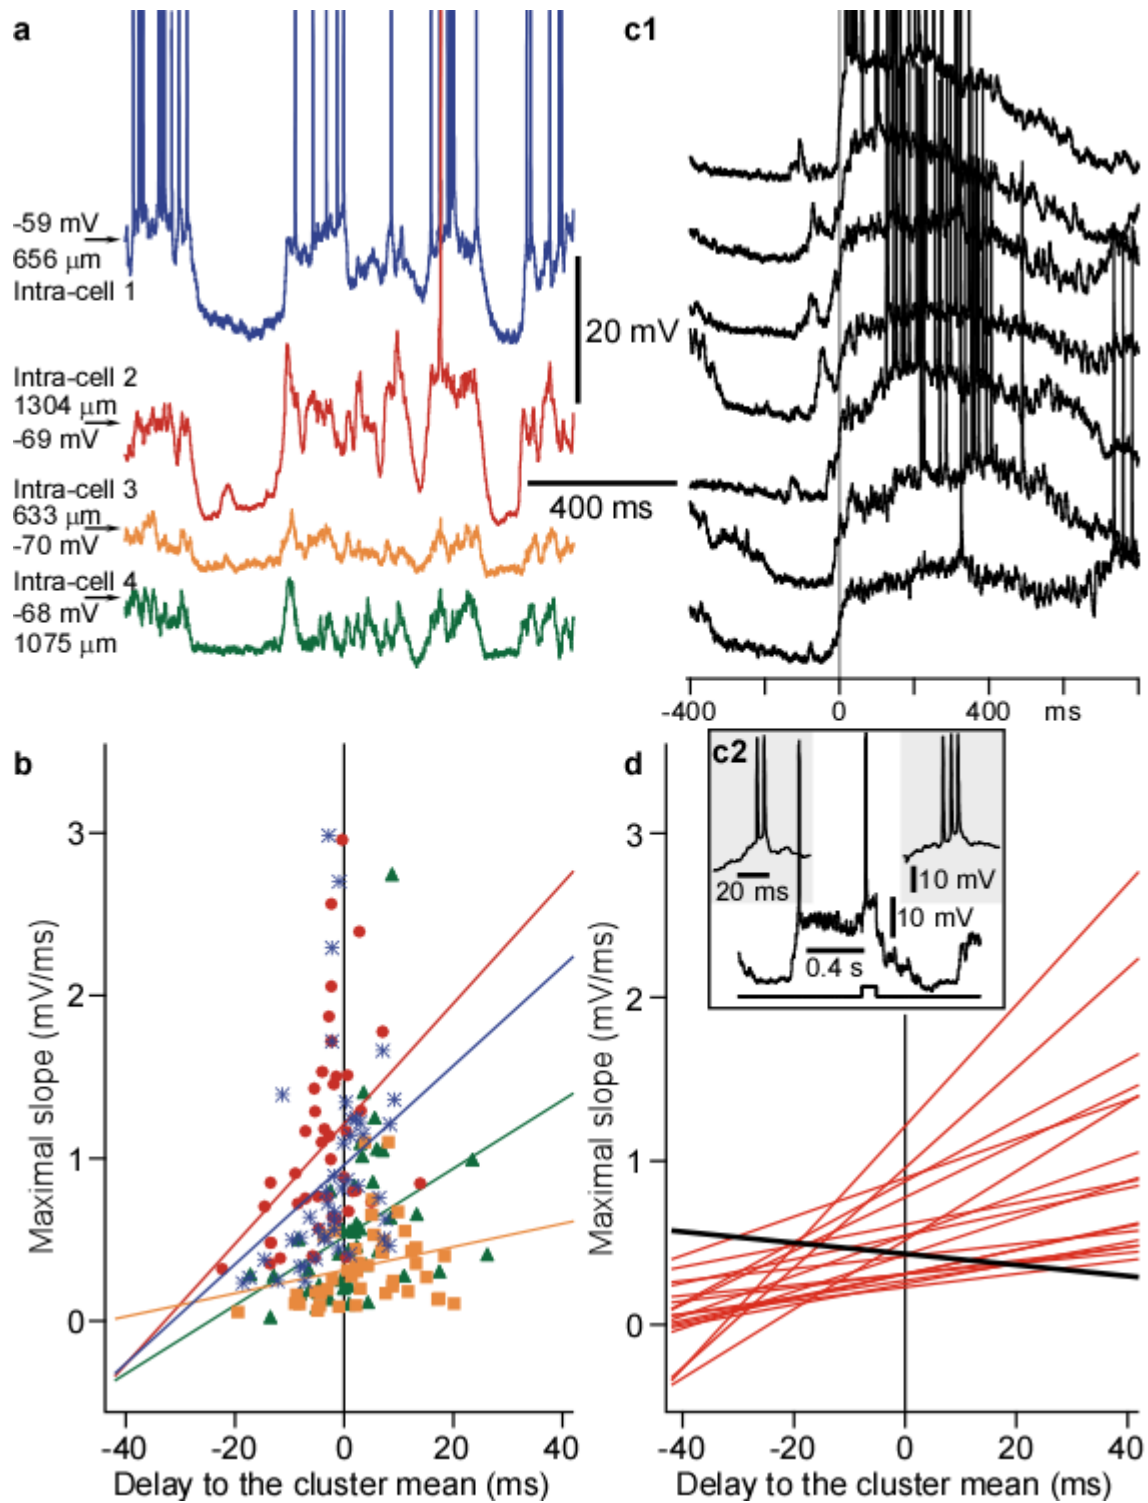 a
-59 mV
656 μm
Intra-cell 1
20 mV
Intra-cell 2
1304 μm
-69 mV
Intra-cell 3
633 μm
-70 mV
400 ms
Intra-cell 4
-68 mV
1075 μm
c1
-400 0 400 ms
b
3
2
1
0
Maximal slope (mV/ms)
-40 -20 0 20 40
Delay to the cluster mean (ms)
c2
20 ms
10 mV
10 mV
0.4 s
d
3
2
1
0
Maximal slope (mV/ms)
-40 -20 0 20 40
Delay to the cluster mean (ms)